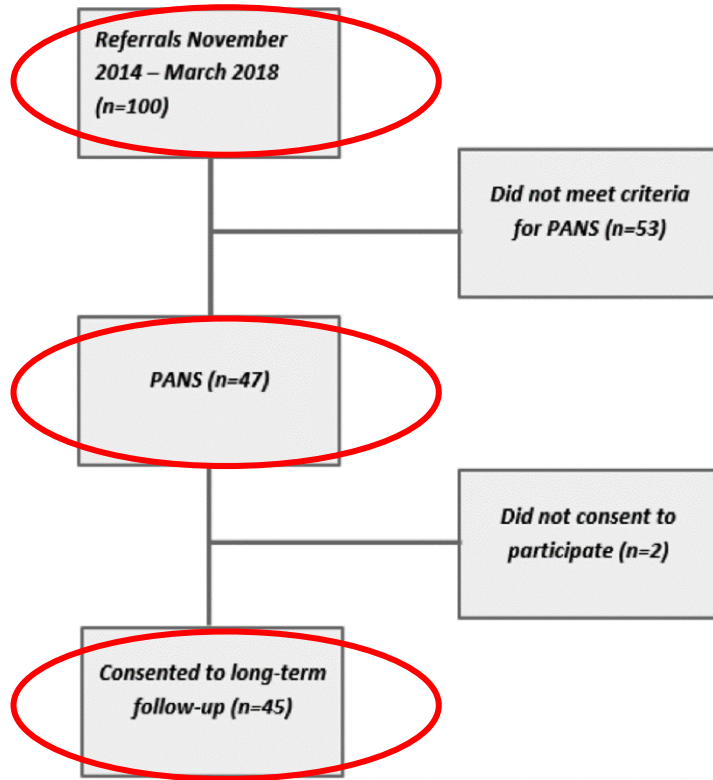 Referrals November
2014 – March 2018
(n=100)
Did not meet criteria
for PANS (n=53)
PANS (n=47)
Did not consent to
participate (n=2)
Consented to long-term
follow-up (n=45)